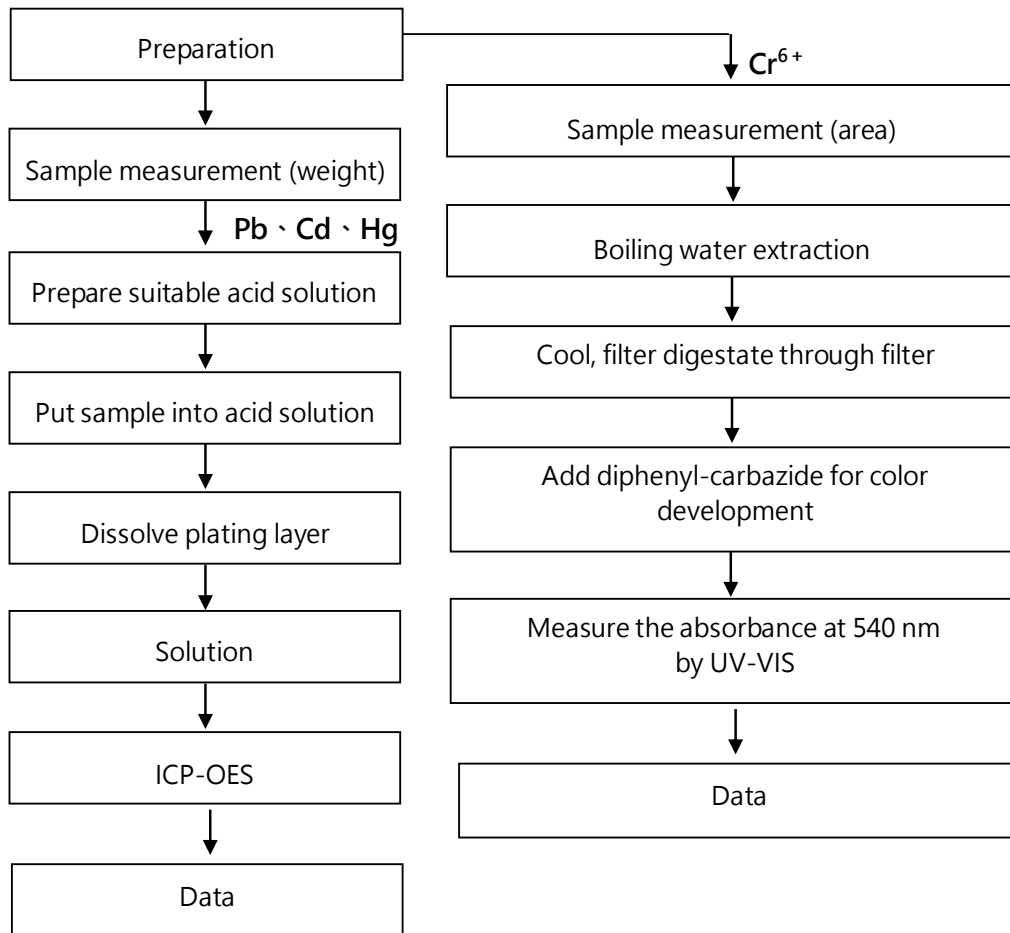 Preparation
Sample measurement (weight)
Pb、Cd、Hg
Prepare suitable acid solution
Put sample into acid solution
Dissolve plating layer
Solution
ICP-OES
Data
Cr⁶⁺
Sample measurement (area)
Boiling water extraction
Cool, filter digestate through filter
Add diphenyl-carbazide for color
development
Measure the absorbance at 540 nm
by UV-VIS
Data